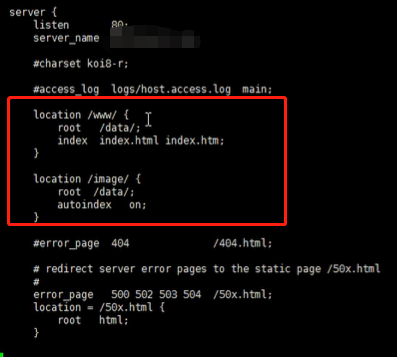 server {
listen 80;
server_name
#charset koi8-r;
#access_log logs/host.access.log main;
location /www/ {
root /data/;
index index.html index.htm;
}
location /image/ {
root /data/;
autoindex on;
}
#error_page 404 /404.html;
# redirect server error pages to the static page /50x.html
#
error_page 500 502 503 504 /50x.html;
location = /50x.html {
root html;
}